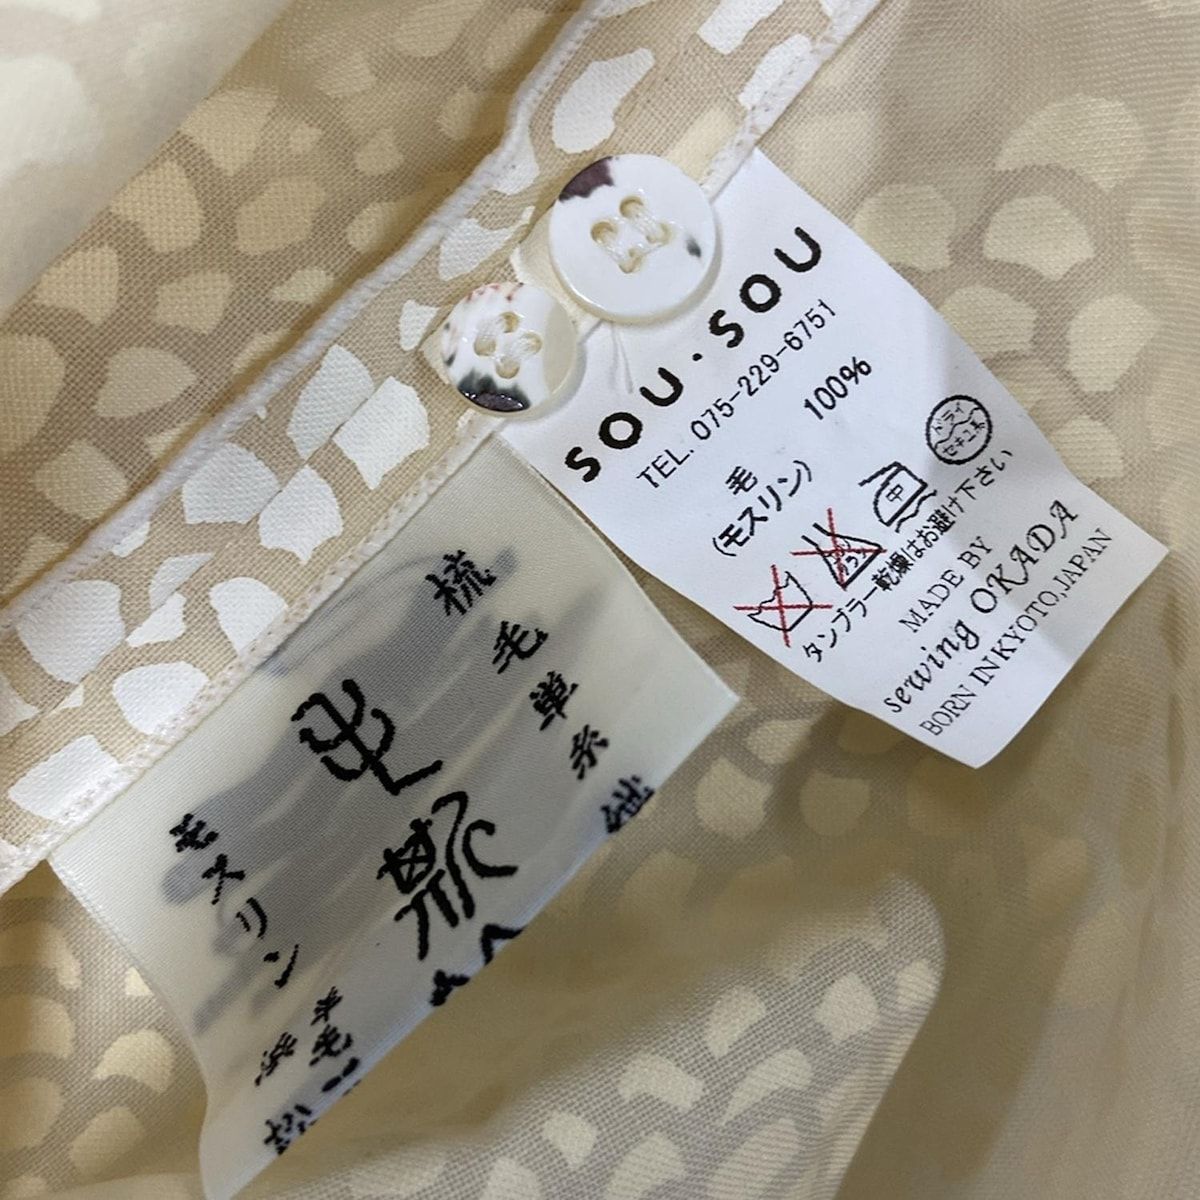 SOU・SOU
TEL. 075-229-6751
毛 100%
(モスリン)
中
ドライ
セキユ系
タンブラー乾燥はお避け下さい
MADE BY
sewing OKADA
BORN IN KYOTO, JAPAN
梳毛単糸
モスリン
羊毛